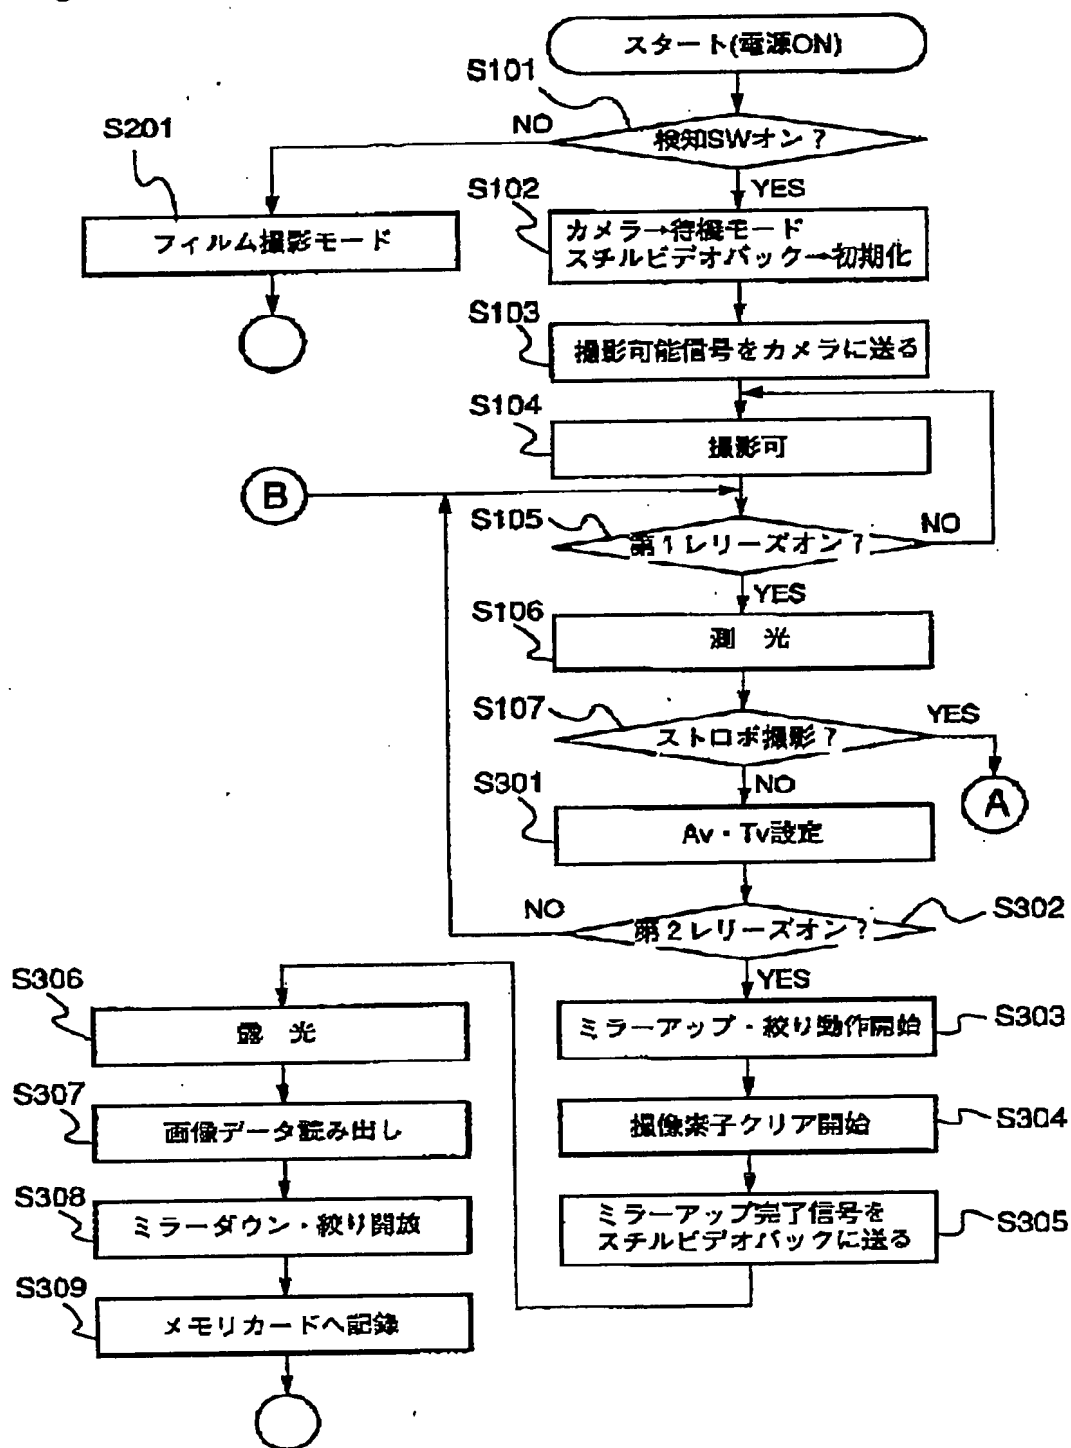 スタート(電源ON)
S101
検知SWオン?
NO
YES
S201
フィルム撮影モード
S102
カメラ→待機モード
スチルビデオバック→初期化
S103
撮影可能信号をカメラに送る
S104
撮影可
B
S105
第1レリーズオン?
NO
YES
S106
測 光
S107
ストロボ撮影?
YES
A
NO
S301
Av・Tv設定
S302
第2レリーズオン?
NO
YES
S303
ミラーアップ・絞り動作開始
S304
撮像素子クリア開始
S305
ミラーアップ完了信号を
スチルビデオバックに送る
S306
露 光
S307
画像データ読み出し
S308
ミラーダウン・絞り開放
S309
メモリカードへ記録